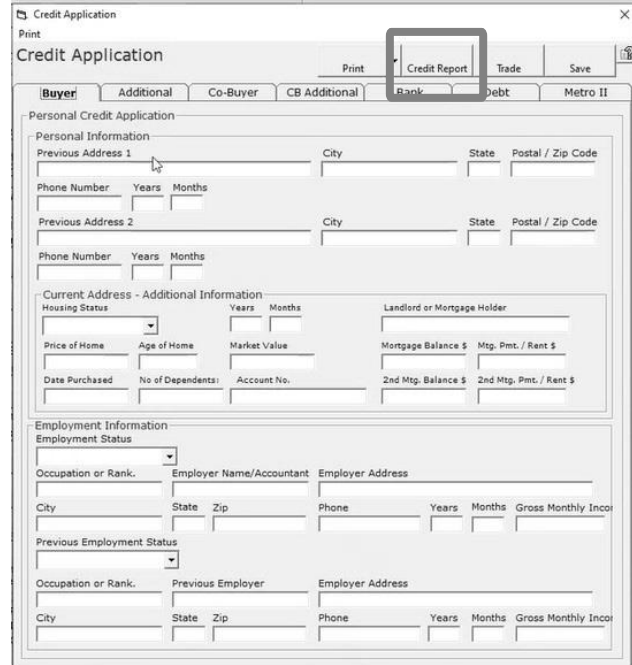 Credit Application
Print
Credit Application
Print Credit Report Trade Save
Buyer Additional Co-Buyer CB Additional Bank Debt Metro II
Personal Credit Application
Personal Information
Previous Address 1 City State Postal / Zip Code
Phone Number Years Months
Previous Address 2 City State Postal / Zip Code
Phone Number Years Months
Current Address - Additional Information
Housing Status Years Months Landlord or Mortgage Holder
Price of Home Age of Home Market Value Mortgage Balance $ Mtg. Pmt. / Rent $
Date Purchased No of Dependents: Account No. 2nd Mtg. Balance $ 2nd Mtg. Pmt. / Rent $
Employment Information
Employment Status
Occupation or Rank. Employer Name/Accountant Employer Address
City State Zip Phone Years Months Gross Monthly Incor
Previous Employment Status
Occupation or Rank. Previous Employer Employer Address
City State Zip Phone Years Months Gross Monthly Incor